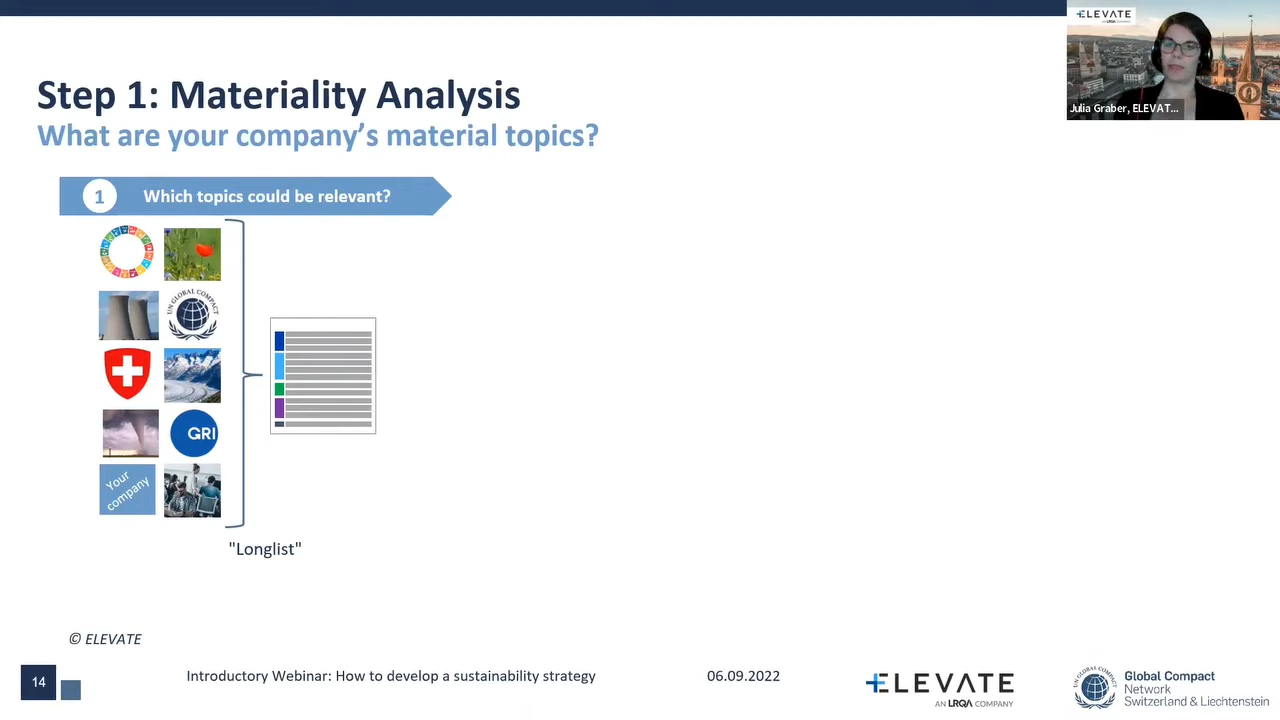 ELEVATE
Julia Graber, ELEVAT...
Step 1: Materiality Analysis
What are your company’s material topics?
1 Which topics could be relevant?
UN GLOBAL COMPACT
GRI
Your
company
"Longlist"
© ELEVATE
14
Introductory Webinar: How to develop a sustainability strategy
06.09.2022
ELEVATE
AN LRQA COMPANY
Global Compact
Network
Switzerland & Liechtenstein